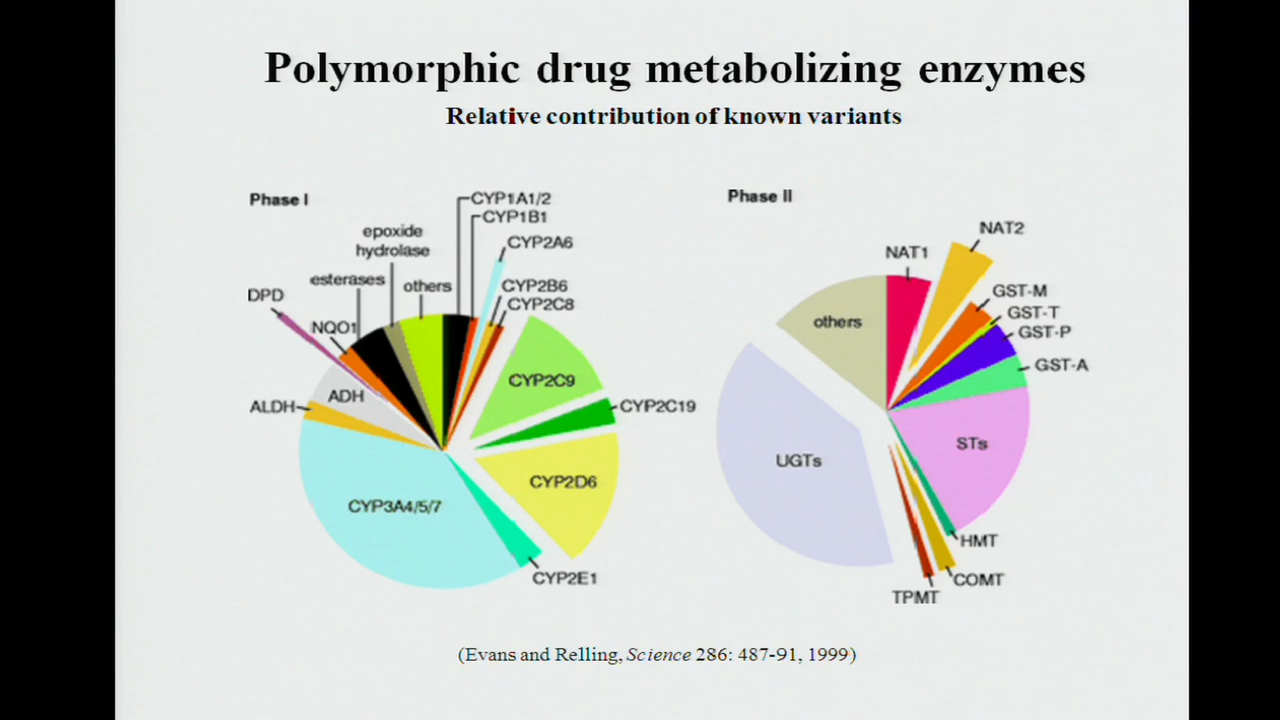 Polymorphic drug metabolizing enzymes
Relative contribution of known variants
Phase I
CYP1A1/2
CYP1B1
epoxide
hydrolase
CYP2A6
esterases
others
CYP2B6
DPD
CYP2C8
NQO1
CYP2C9
ADH
ALDH
CYP2C19
CYP2D6
CYP3A4/5/7
CYP2E1
Phase II
NAT2
NAT1
GST-M
GST-T
others
GST-P
GST-A
STs
UGTs
HMT
COMT
TPMT
(Evans and Relling, Science 286: 487-91, 1999)